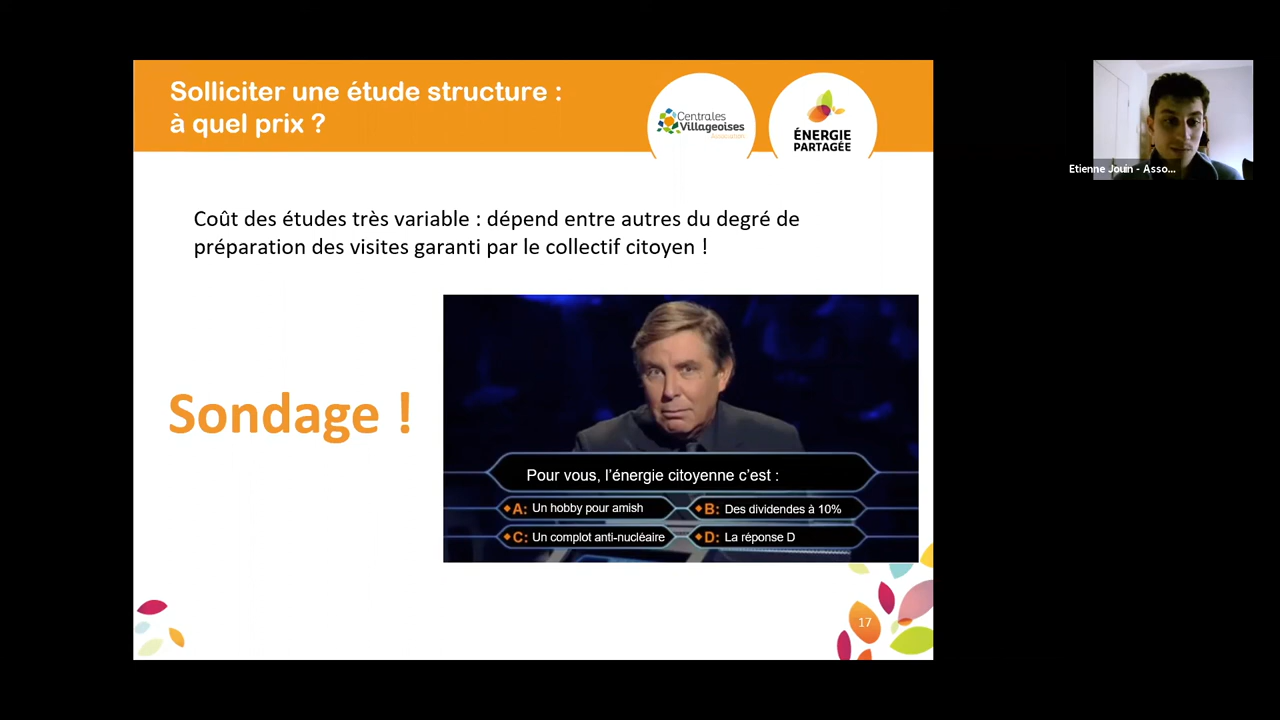 Solliciter une étude structure :
à quel prix ?
Centrales
Villageoises
Association
ÉNERGIE
PARTAGÉE
Etienne Jouin - Asso...
Coût des études très variable : dépend entre autres du degré de
préparation des visites garanti par le collectif citoyen !
Sondage !
Pour vous, l’énergie citoyenne c’est :
A: Un hobby pour amish
B: Des dividendes à 10%
C: Un complot anti-nucléaire
D: La réponse D
17